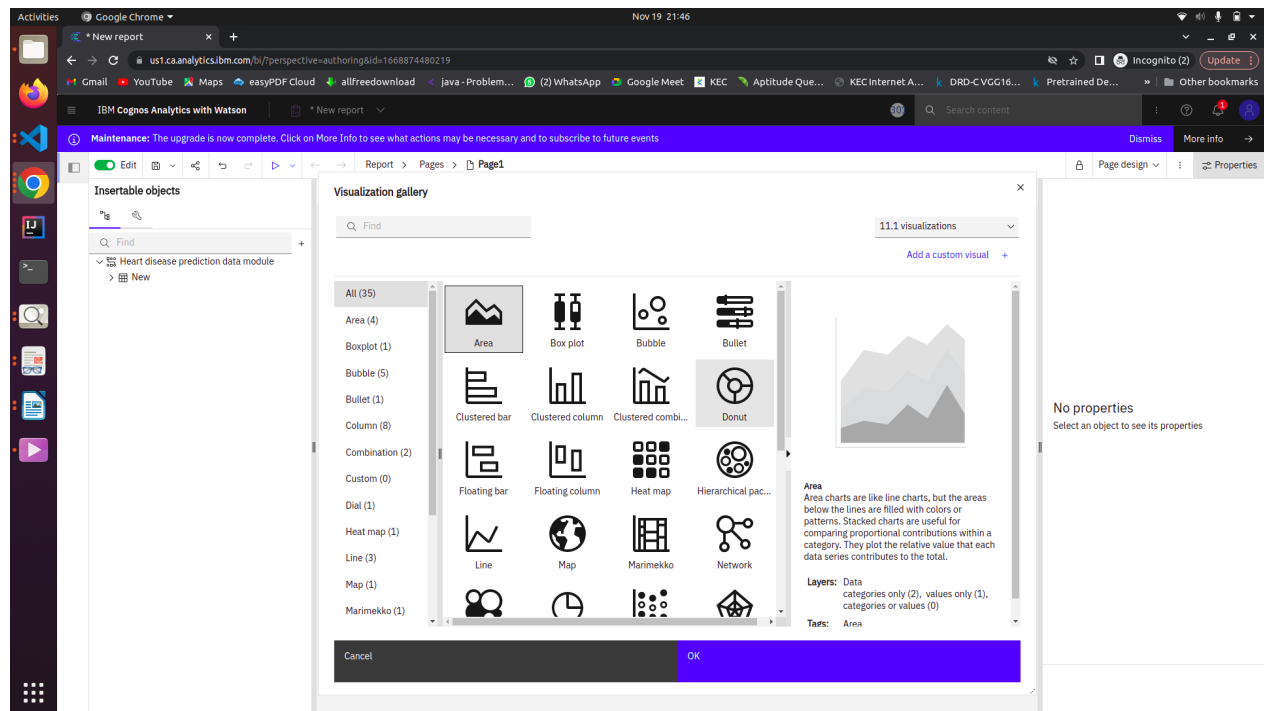 Activities
Google Chrome
Nov 19 21:46
* New report
us1.ca.analytics.ibm.com/bi/?perspective=authoring&id=1668874480219
Incognito (2)
Update
Gmail
YouTube
Maps
easyPDF Cloud
allfreedownload
java - Problem...
(2) WhatsApp
Google Meet
KEC
Aptitude Que...
KEC Internet A...
DRD-C VGG16...
Pretrained De...
»
Other bookmarks
IBM Cognos Analytics with Watson
* New report
Search content
Maintenance: The upgrade is now complete. Click on More Info to see what actions may be necessary and to subscribe to future events
Dismiss
More info
Edit
Report > Pages > Page1
Page design
Properties
Insertable objects
Find
Heart disease prediction data module
New
Visualization gallery
Find
11.1 visualizations
Add a custom visual +
All (35)
Area (4)
Boxplot (1)
Bubble (5)
Bullet (1)
Column (8)
Combination (2)
Custom (0)
Dial (1)
Heat map (1)
Line (3)
Map (1)
Marimekko (1)
Area
Box plot
Bubble
Bullet
Clustered bar
Clustered column
Clustered combi...
Donut
Floating bar
Floating column
Heat map
Hierarchical pac...
Line
Map
Marimekko
Network
Area
Area charts are like line charts, but the areas
below the lines are filled with colors or
patterns. Stacked charts are useful for
comparing proportional contributions within a
category. They plot the relative value that each
data series contributes to the total.
Layers: Data
categories only (2), values only (1),
categories or values (0)
Tags: Area
Cancel
OK
No properties
Select an object to see its properties